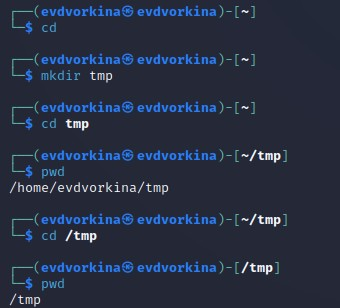 ┌──(evdvorkina㉿evdvorkina)-[~]
└─$ cd
┌──(evdvorkina㉿evdvorkina)-[~]
└─$ mkdir tmp
┌──(evdvorkina㉿evdvorkina)-[~]
└─$ cd tmp
┌──(evdvorkina㉿evdvorkina)-[~/tmp]
└─$ pwd
/home/evdvorkina/tmp
┌──(evdvorkina㉿evdvorkina)-[~/tmp]
└─$ cd /tmp
┌──(evdvorkina㉿evdvorkina)-[/tmp]
└─$ pwd
/tmp